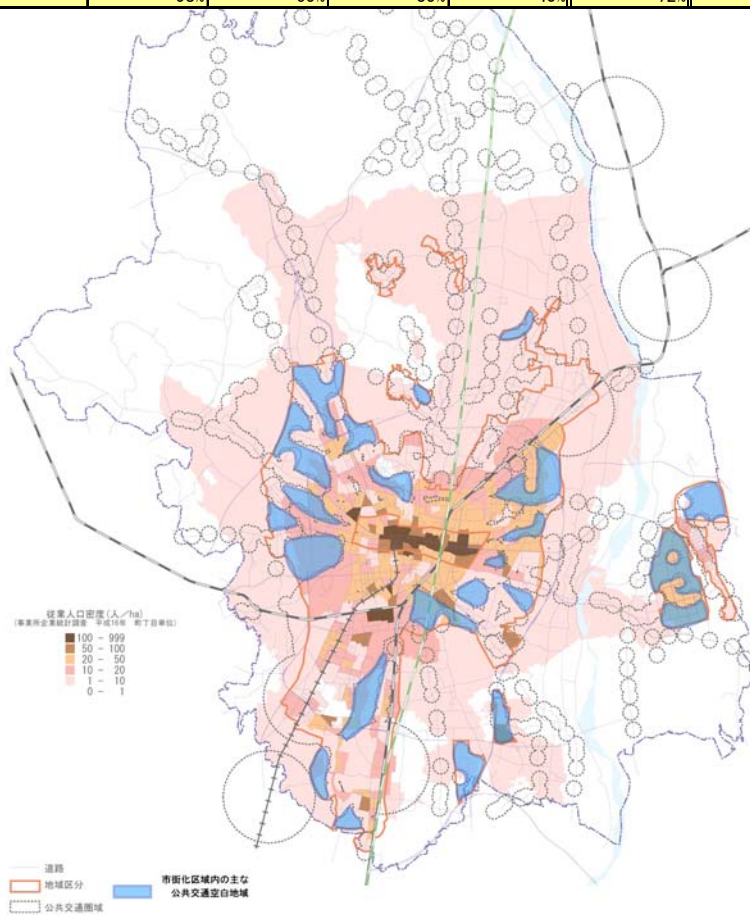 従業人口密度(人/ha)
(事業所企業統計調査 平成16年 町丁目単位)
100 - 999
50 - 100
20 - 50
10 - 20
1 - 10
0 - 1
道路
地域区分
公共交通圏域
市街化区域内の主な
公共交通空白地域